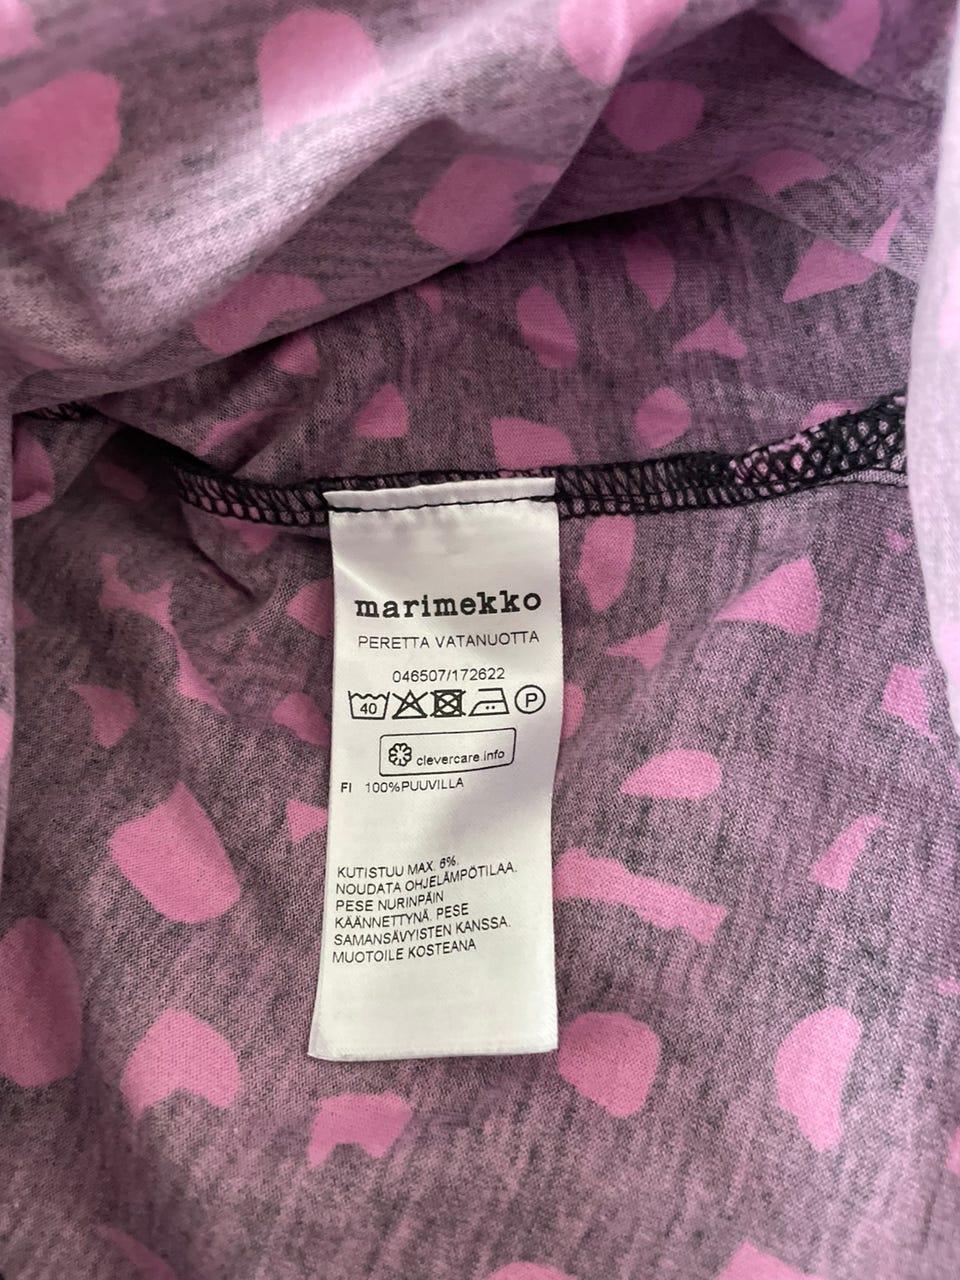 marimekko
PERETTA VATANUOTTA
046507/172622
40 P
clevercare.info
FI 100%PUUVILLA
KUTISTUU MAX. 6%.
NOUDATA OHJELÄMPÖTILAA.
PESE NURINPÄIN
KÄÄNNETTYNÄ. PESE
SAMANSÄVYISTEN KANSSA.
MUOTOILE KOSTEANA